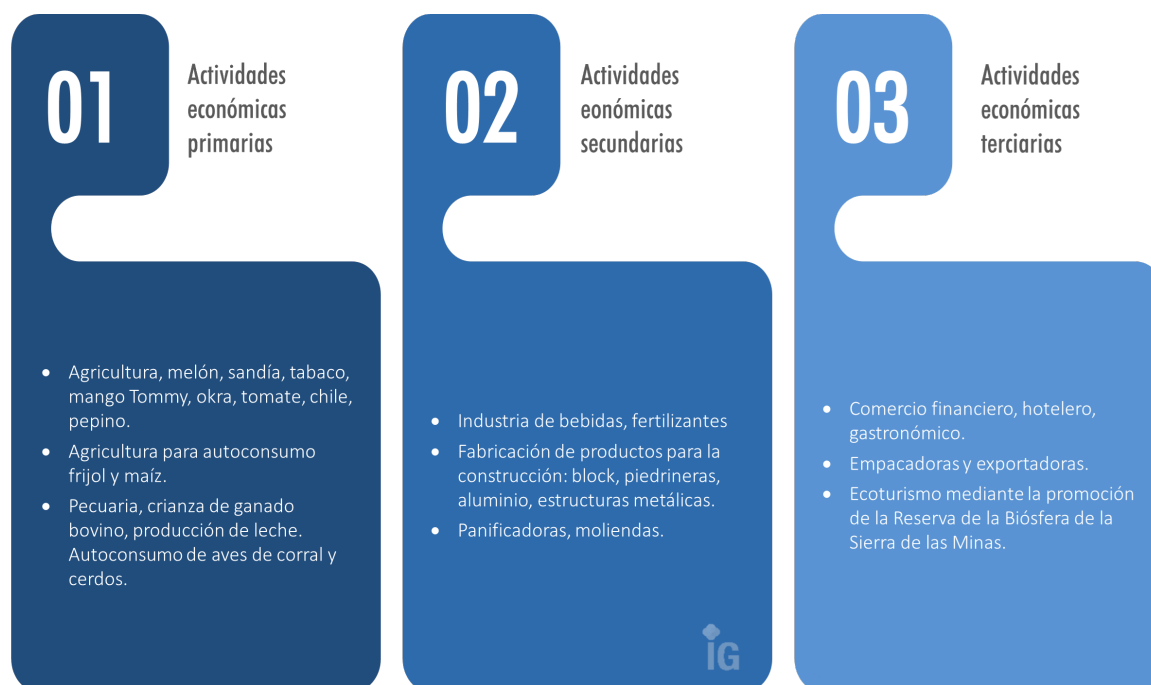 01
Actividades
económicas
primarias
• Agricultura, melón, sandía, tabaco,
mango Tommy, okra, tomate, chile,
pepino.
• Agricultura para autoconsumo
frijol y maíz.
• Pecuaria, crianza de ganado
bovino, producción de leche.
Autoconsumo de aves de corral y
cerdos.
02
Actividades
eonómicas
secundarias
• Industria de bebidas, fertilizantes
• Fabricación de productos para la
construcción: block, piedrineras,
aluminio, estructuras metálicas.
• Panificadoras, moliendas.
iG
03
Actividades
económicas
terciarias
• Comercio financiero, hotelero,
gastronómico.
• Empacadoras y exportadoras.
• Ecoturismo mediante la promoción
de la Reserva de la Biósfera de la
Sierra de las Minas.